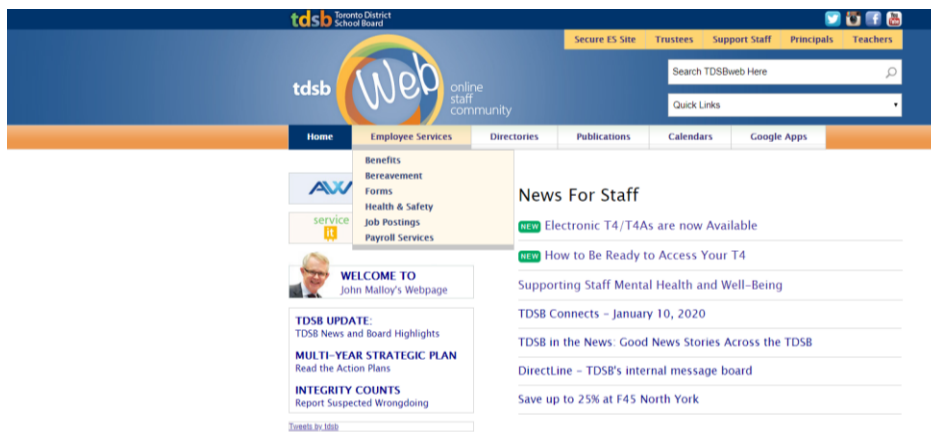 tdsb Toronto District
School Board
Secure ES Site Trustees Support Staff Principals Teachers
Search TDSBweb Here
tdsb Web online
staff
community
Quick Links
Home Employee Services Directories Publications Calendars Google Apps
Benefits
Bereavement
Forms
Health & Safety
Job Postings
Payroll Services
AW
service
it
WELCOME TO
John Malloy's Webpage
TDSB UPDATE:
TDSB News and Board Highlights
MULTI-YEAR STRATEGIC PLAN
Read the Action Plans
INTEGRITY COUNTS
Report Suspected Wrongdoing
Tweets by tdsb
News For Staff
NEW Electronic T4/T4As are now Available
NEW How to Be Ready to Access Your T4
Supporting Staff Mental Health and Well-Being
TDSB Connects - January 10, 2020
TDSB in the News: Good News Stories Across the TDSB
DirectLine - TDSB's internal message board
Save up to 25% at F45 North York